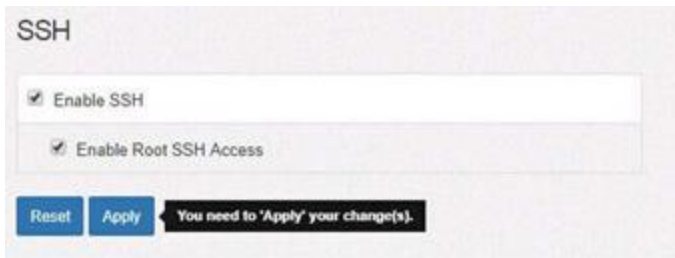 SSH
Enable SSH
Enable Root SSH Access
Reset Apply You need to 'Apply' your change(s).